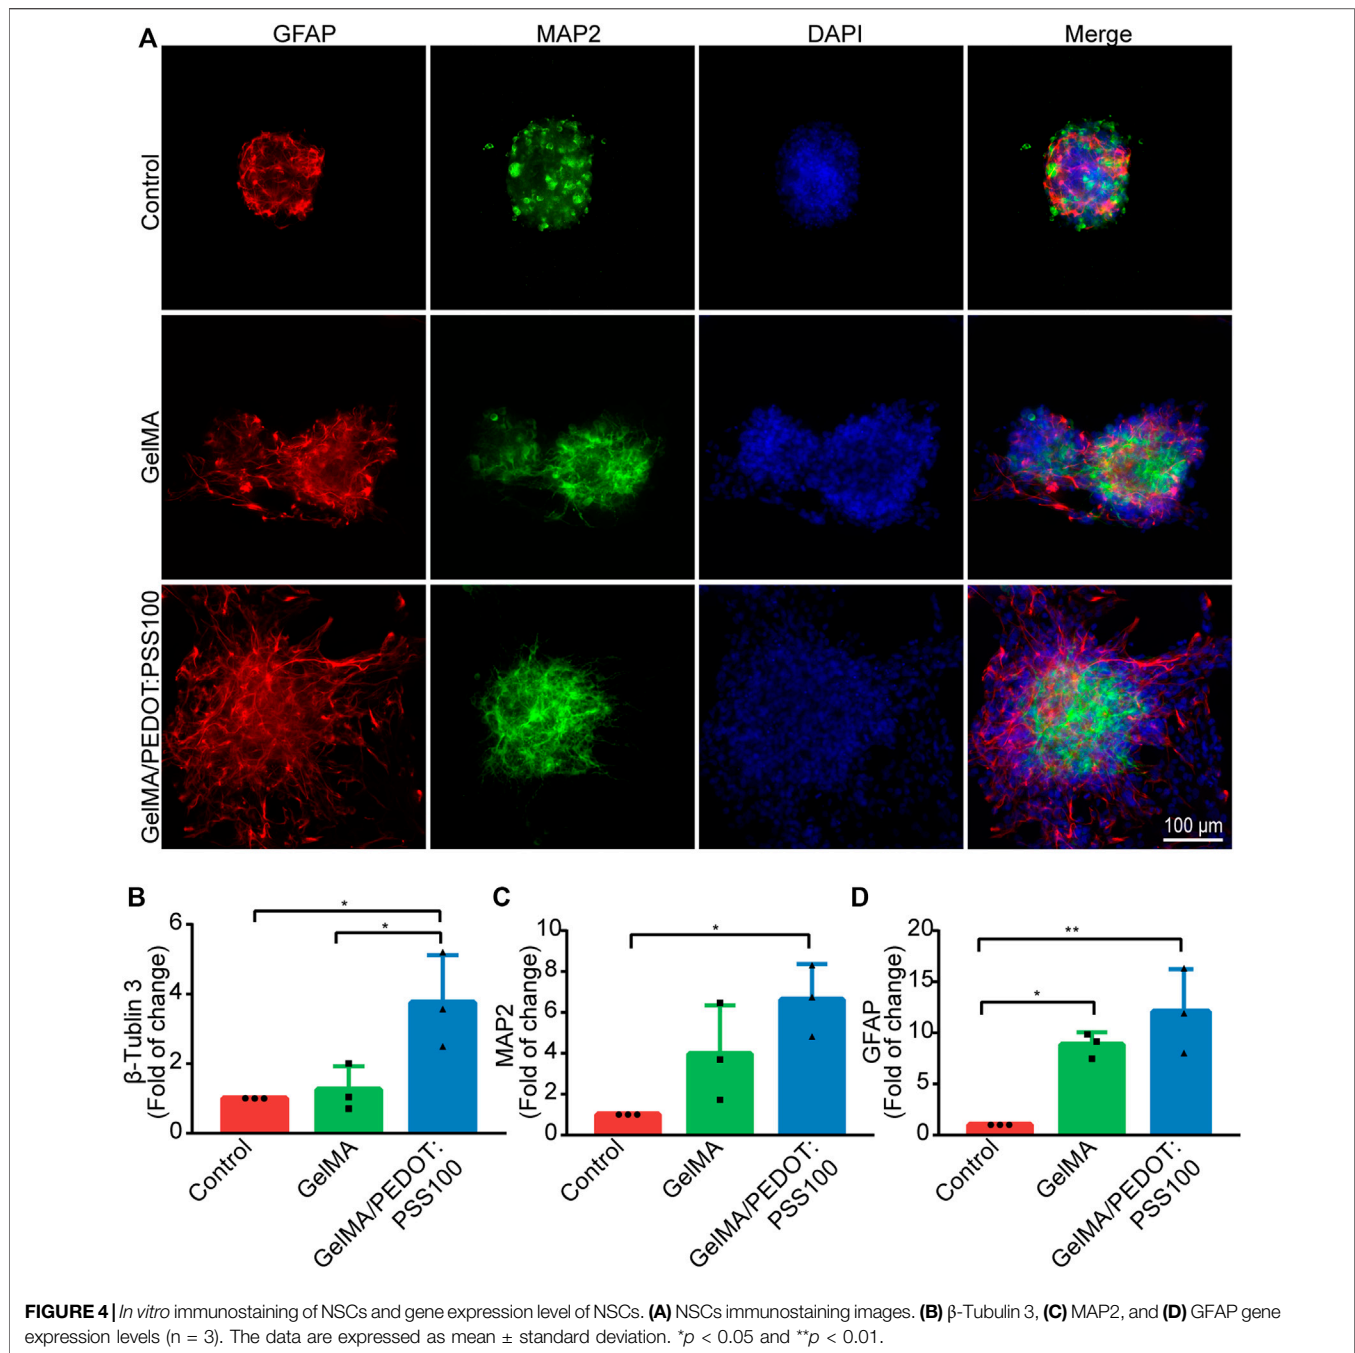 A
GFAP MAP2 DAPI Merge
Control
GelMA
GelMA/PEDOT:PSS100
100 µm
B
β-Tublin 3
(Fold of change)
6
4
2
0
*
*
Control
GelMA
GelMA/PEDOT:
PSS100
C
MAP2
(Fold of change)
10
8
6
4
2
0
*
Control
GelMA
GelMA/PEDOT:
PSS100
D
GFAP
(Fold of change)
20
15
10
5
0
**
*
Control
GelMA
GelMA/PEDOT:
PSS100
FIGURE 4 | In vitro immunostaining of NSCs and gene expression level of NSCs. (A) NSCs immunostaining images. (B) β-Tubulin 3, (C) MAP2, and (D) GFAP gene
expression levels (n = 3). The data are expressed as mean ± standard deviation. *p < 0.05 and **p < 0.01.